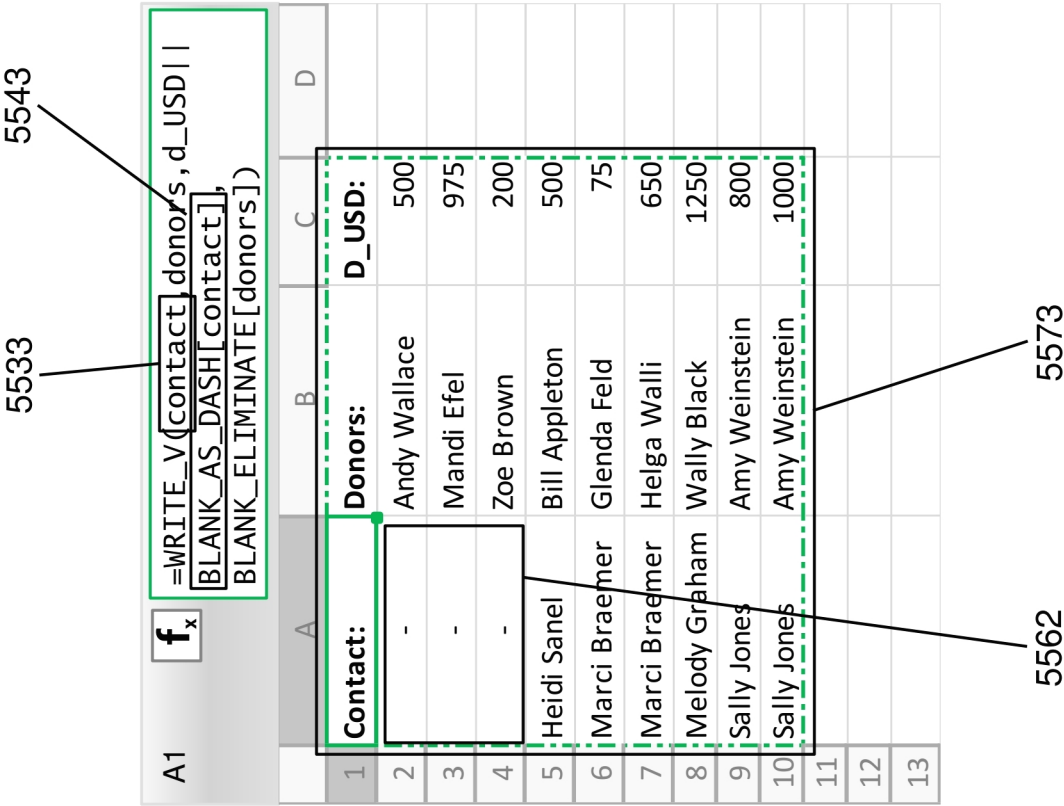 5533
5543
A1
fx
=WRITE_V(contact,donors,d_USD||
BLANK_AS_DASH[contact],
BLANK_ELIMINATE[donors])
A B C D
1 Contact: Donors: D_USD:
2 - Andy Wallace 500
3 - Mandi Efel 975
4 - Zoe Brown 200
5 Heidi Sanel Bill Appleton 500
6 Marci Braemer Glenda Feld 75
7 Marci Braemer Helga Walli 650
8 Melody Graham Wally Black 1250
9 Sally Jones Amy Weinstein 800
10 Sally Jones Amy Weinstein 1000
11
12
13
5562
5573